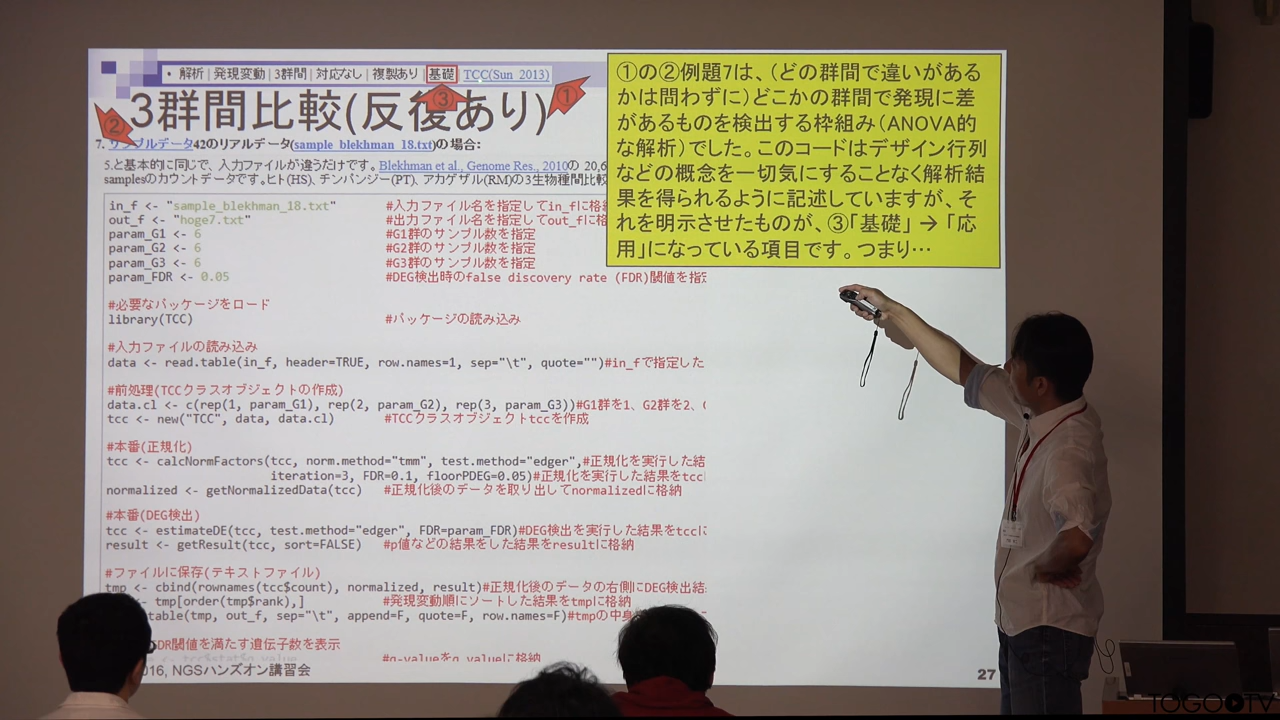 • 解析 | 発現変動 | 3群間 | 対応なし | 複製あり | 基礎 | TCC(Sun_2013)
3群間比較(反復あり)
①
②
③
7. サンプルデータ42のリアルデータ(sample_blekhman_18.txt)の場合:
5.と基本的に同じで、入力ファイルが違うだけです。Blekhman et al., Genome Res., 2010の 20,6
samplesのカウントデータです。ヒト(HS)、チンパンジー(PT)、アカゲザル(RM)の3生物種間比較
①の②例題7は、(どの群間で違いがある
かは問わずに)どこかの群間で発現に差
があるものを検出する枠組み(ANOVA的
な解析)でした。このコードはデザイン行列
などの概念を一切気にすることなく解析結
果を得られるように記述していますが、そ
れを明示させたものが、③「基礎」→「応
用」になっている項目です。つまり…
in_f <- "sample_blekhman_18.txt" #入力ファイル名を指定してin_fに格納
out_f <- "hoge7.txt" #出力ファイル名を指定してout_fに格
param_G1 <- 6 #G1群のサンプル数を指定
param_G2 <- 6 #G2群のサンプル数を指定
param_G3 <- 6 #G3群のサンプル数を指定
param_FDR <- 0.05 #DEG検出時のfalse discovery rate (FDR)閾値を指定
#必要なパッケージをロード
library(TCC) #パッケージの読み込み
#入力ファイルの読み込み
data <- read.table(in_f, header=TRUE, row.names=1, sep="\t", quote="")#in_fで指定した
#前処理(TCCクラスオブジェクトの作成)
data.cl <- c(rep(1, param_G1), rep(2, param_G2), rep(3, param_G3))#G1群を1、G2群を2、
tcc <- new("TCC", data, data.cl) #TCCクラスオブジェクトtccを作成
#本番(正規化)
tcc <- calcNormFactors(tcc, norm.method="tmm", test.method="edger",#正規化を実行した結
iteration=3, FDR=0.1, floorPDEG=0.05)#正規化を実行した結果をtcc
normalized <- getNormalizedData(tcc) #正規化後のデータを取り出してnormalizedに格納
#本番(DEG検出)
tcc <- estimateDE(tcc, test.method="edger", FDR=param_FDR)#DEG検出を実行した結果をtccに
result <- getResult(tcc, sort=FALSE) #p値などの結果をした結果をresultに格納
#ファイルに保存(テキストファイル)
tmp <- cbind(rownames(tcc$count), normalized, result)#正規化後のデータの右側にDEG検出結
tmp[order(tmp$rank),] #発現変動順にソートした結果をtmpに格納
table(tmp, out_f, sep="\t", append=F, quote=F, row.names=F)#tmpの中身
DR閾値を満たす遺伝子数を表示
#q-valueをq.valueに格納
016, NGSハンズオン講習会
27
TOGOTV